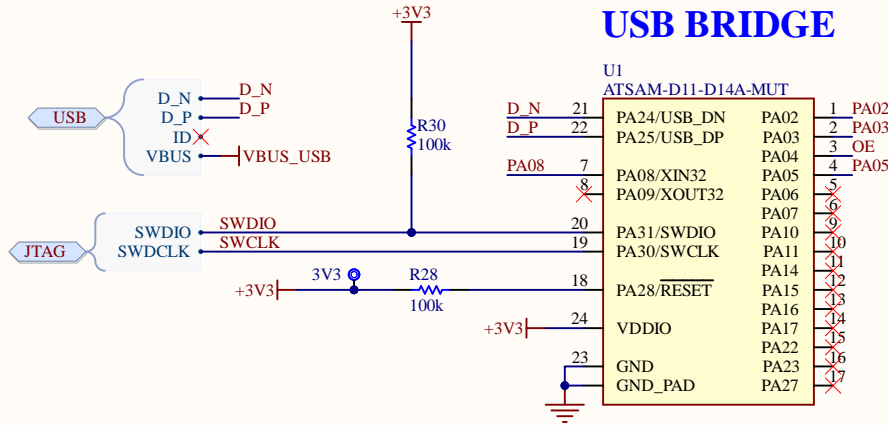 USB BRIDGE
+3V3
U1
ATSAM-D11-D14A-MUT
USB
D_N D_N
D_P D_P
ID
VBUS VBUS_USB
R30
100k
D_N 21 PA24/USB_DN PA02 1 PA02
D_P 22 PA25/USB_DP PA03 2 PA03
PA04 3 OE
PA08 7 PA08/XIN32 PA05 4 PA05
8 PA09/XOUT32 PA06 5
PA07 6
JTAG
SWDIO SWDIO 20 PA31/SWDIO PA10 9
SWDCLK SWCLK 19 PA30/SWCLK PA11 10
PA14 11
+3V3 3V3 R28 100k 18 PA28/RESET PA15 12
PA16 13
+3V3 24 VDDIO PA17 14
PA22 15
23 GND PA23 16
GND_PAD PA27 17